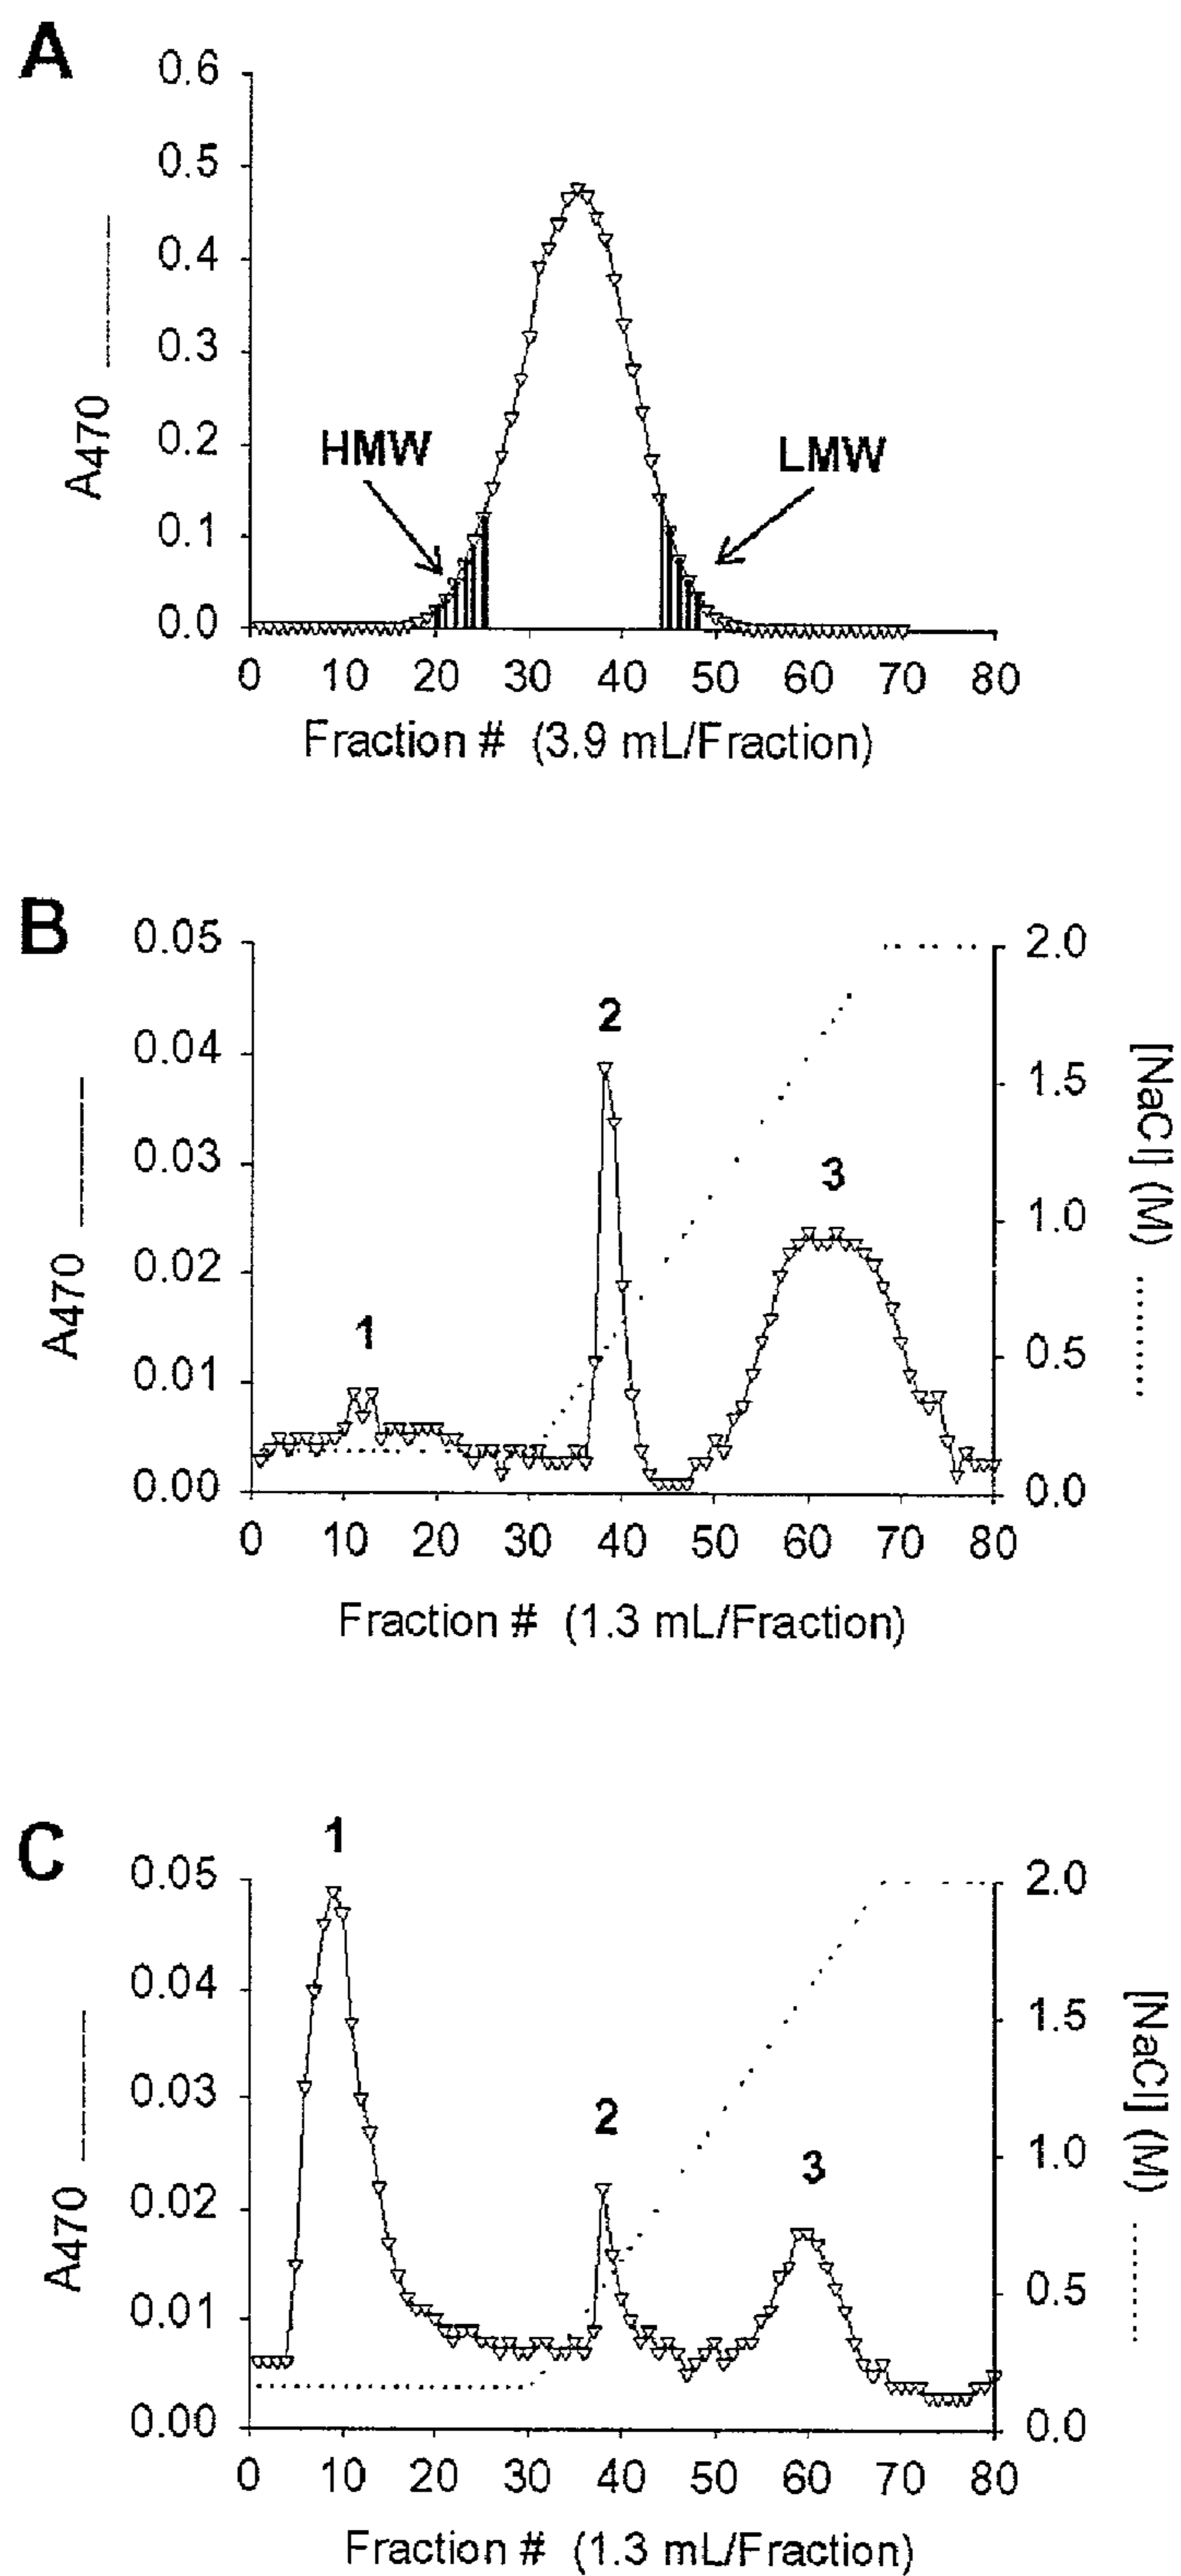 A
0.6
0.5
0.4
0.3
0.2
0.1
0.0
A470
HMW
LMW
0 10 20 30 40 50 60 70 80
Fraction # (3.9 mL/Fraction)
B
0.05
0.04
0.03
0.02
0.01
0.00
A470
1
2
3
2.0
1.5
1.0
0.5
0.0
[NaCl] (M)
0 10 20 30 40 50 60 70 80
Fraction # (1.3 mL/Fraction)
C
0.05
0.04
0.03
0.02
0.01
0.00
A470
1
2
3
2.0
1.5
1.0
0.5
0.0
[NaCl] (M)
0 10 20 30 40 50 60 70 80
Fraction # (1.3 mL/Fraction)